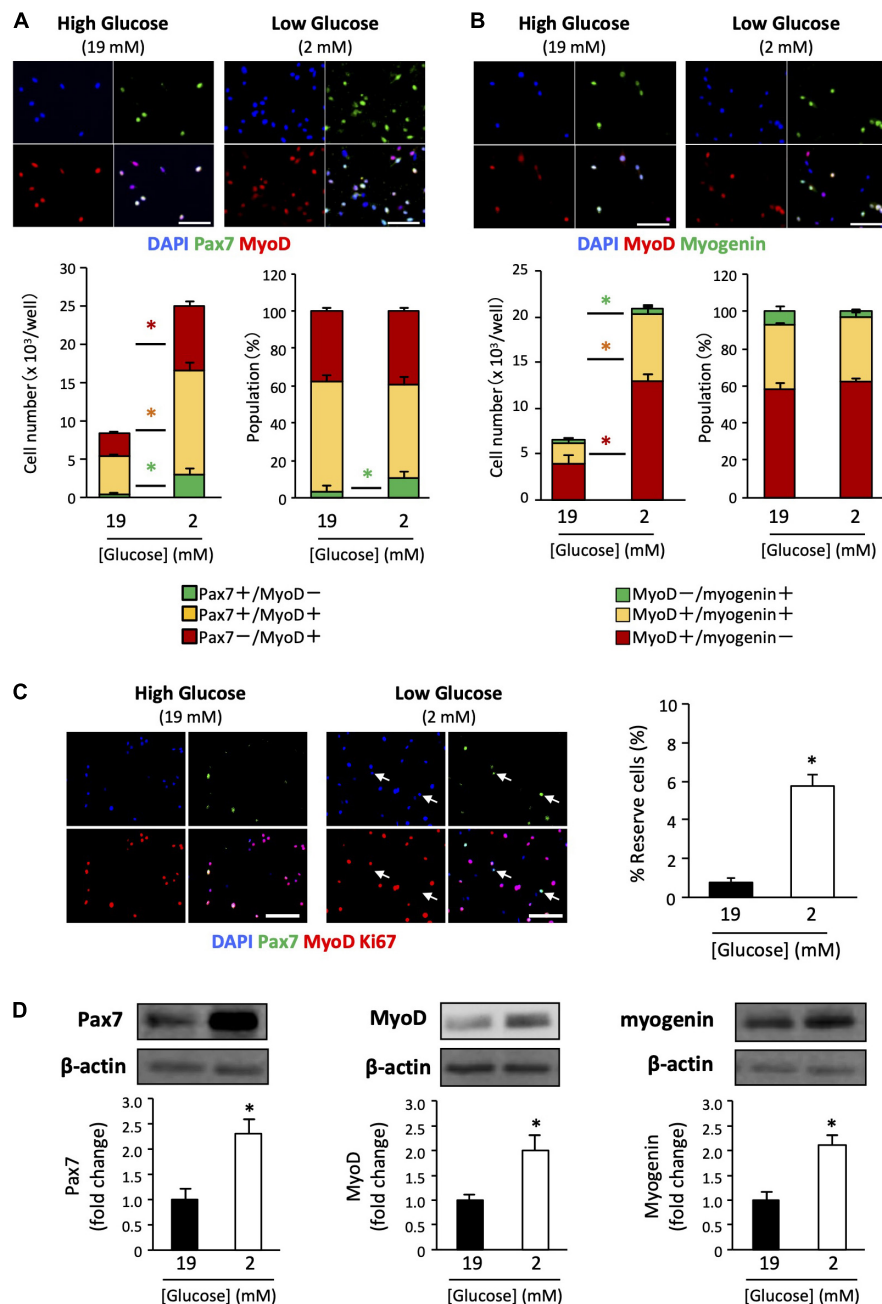 A
High Glucose
(19 mM)
Low Glucose
(2 mM)
DAPI Pax7 MyoD
Cell number (x 10³/well)
30
25
20
15
10
5
0
*
*
*
19
2
[Glucose] (mM)
Population (%)
120
100
80
60
40
20
0
*
19
2
[Glucose] (mM)
Pax7+/MyoD−
Pax7+/MyoD+
Pax7−/MyoD+
B
High Glucose
(19 mM)
Low Glucose
(2 mM)
DAPI MyoD Myogenin
Cell number (x 10³/well)
25
20
15
10
5
0
*
*
*
19
2
[Glucose] (mM)
Population (%)
120
100
80
60
40
20
0
19
2
[Glucose] (mM)
MyoD−/myogenin+
MyoD+/myogenin+
MyoD+/myogenin−
C
High Glucose
(19 mM)
Low Glucose
(2 mM)
DAPI Pax7 MyoD Ki67
% Reserve cells (%)
10
8
6
4
2
0
*
19
2
[Glucose] (mM)
D
Pax7
β-actin
Pax7
(fold change)
3.0
2.5
2.0
1.5
1.0
0.5
0
*
19
2
[Glucose] (mM)
MyoD
β-actin
MyoD
(fold change)
3.0
2.5
2.0
1.5
1.0
0.5
0
*
19
2
[Glucose] (mM)
myogenin
β-actin
Myogenin
(fold change)
3.0
2.5
2.0
1.5
1.0
0.5
0
*
19
2
[Glucose] (mM)